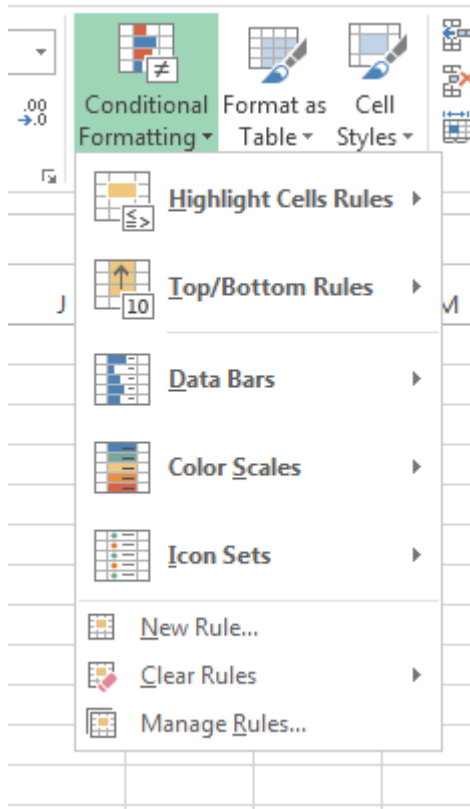 .00
.0
Conditional Formatting
Format as Table
Cell Styles
≠
Highlight Cells Rules
≤
>
Top/Bottom Rules
10
J
M
Data Bars
Color Scales
Icon Sets
New Rule...
Clear Rules
Manage Rules...